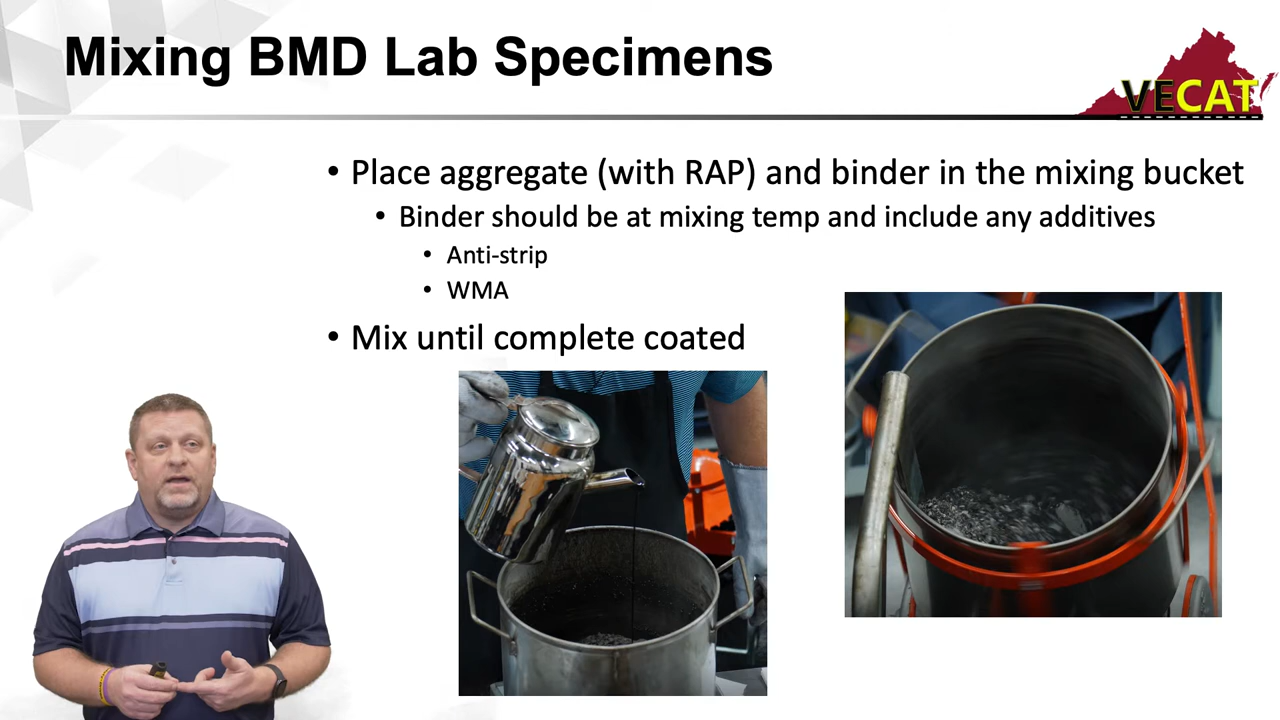 Mixing BMD Lab Specimens
VECAT
• Place aggregate (with RAP) and binder in the mixing bucket
• Binder should be at mixing temp and include any additives
• Anti-strip
• WMA
• Mix until complete coated